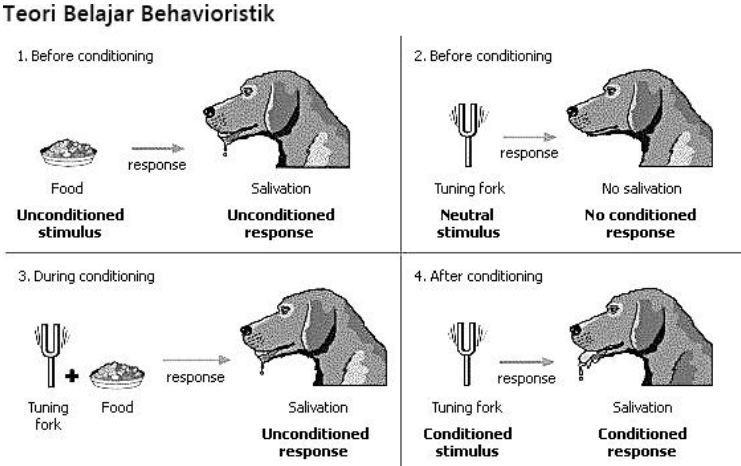 Teori Belajar Behavioristik
1. Before conditioning
response
Food
Salivation
Unconditioned
stimulus
Unconditioned
response
2. Before conditioning
response
Tuning fork
No salivation
Neutral
stimulus
No conditioned
response
3. During conditioning
+
response
Tuning
fork
Food
Salivation
Unconditioned
response
4. After conditioning
response
Tuning fork
Salivation
Conditioned
stimulus
Conditioned
response